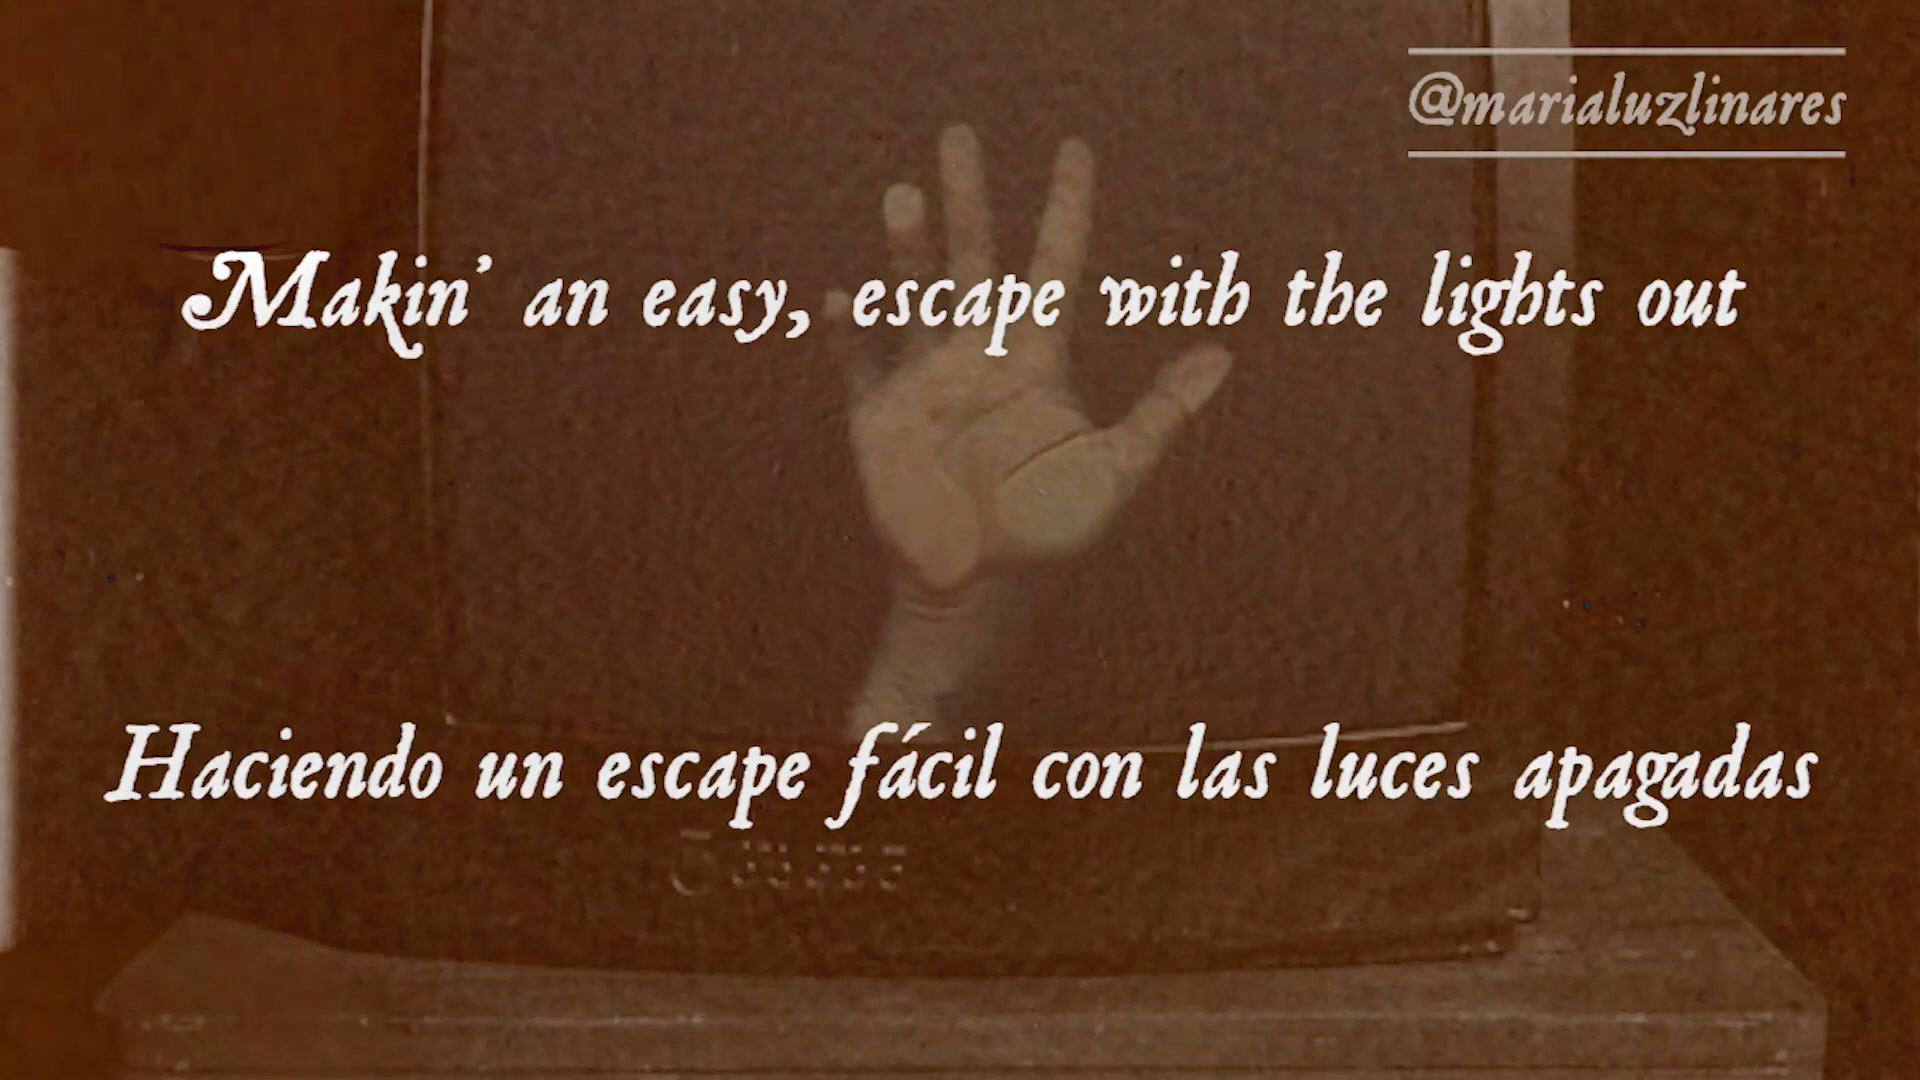 @marialuzlinares
Makin' an easy, escape with the lights out
Haciendo un escape fácil con las luces apagadas